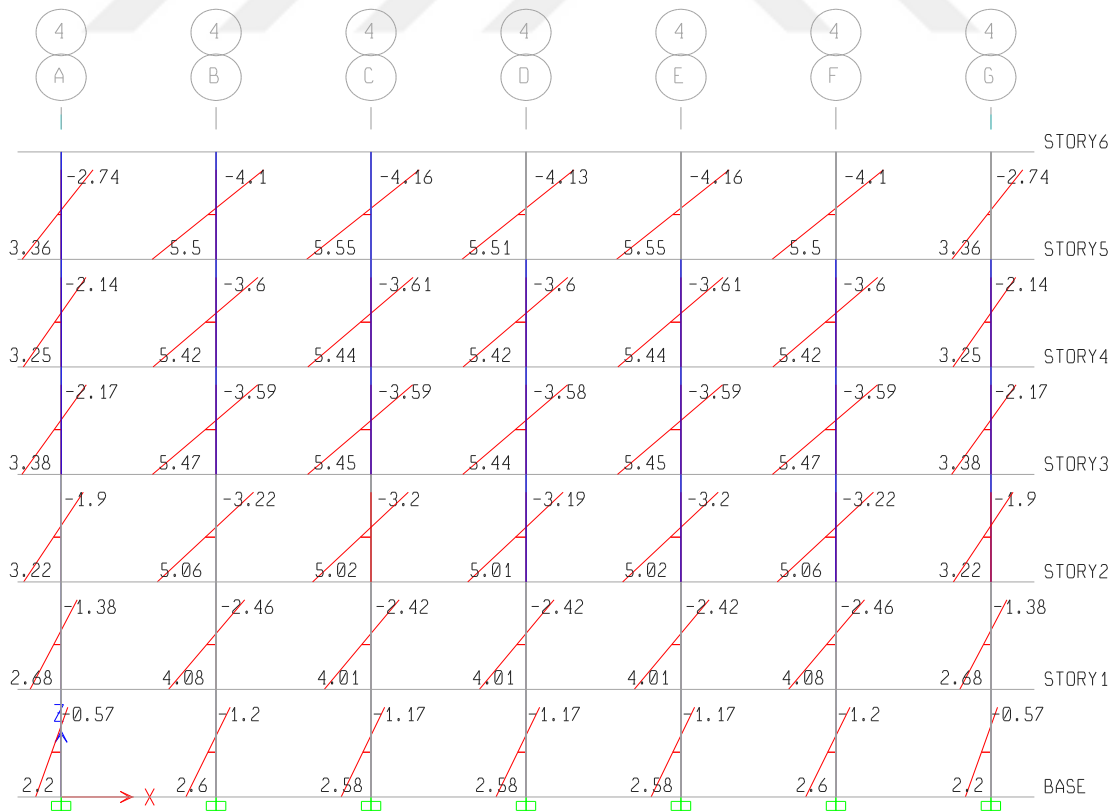 4 4 4 4 4 4 4
A B C D E F G
STORY6
-2.74 -4.1 -4.16 -4.13 -4.16 -4.1 -2.74
3.36 5.5 5.55 5.51 5.55 5.5 3.36 STORY5
-2.14 -3.6 -3.61 -3.6 -3.61 -3.6 -2.14
3.25 5.42 5.44 5.42 5.44 5.42 3.25 STORY4
-2.17 -3.59 -3.59 -3.58 -3.59 -3.59 -2.17
3.38 5.47 5.45 5.44 5.45 5.47 3.38 STORY3
-1.9 -3.22 -3.2 -3.19 -3.2 -3.22 -1.9
3.22 5.06 5.02 5.01 5.02 5.06 3.22 STORY2
-1.38 -2.46 -2.42 -2.42 -2.42 -2.46 -1.38
2.68 4.08 4.01 4.01 4.01 4.08 2.68 STORY1
Z -0.57 -1.2 -1.17 -1.17 -1.17 -1.2 -0.57
2.2 2.6 2.58 2.58 2.58 2.6 2.2 BASE
X